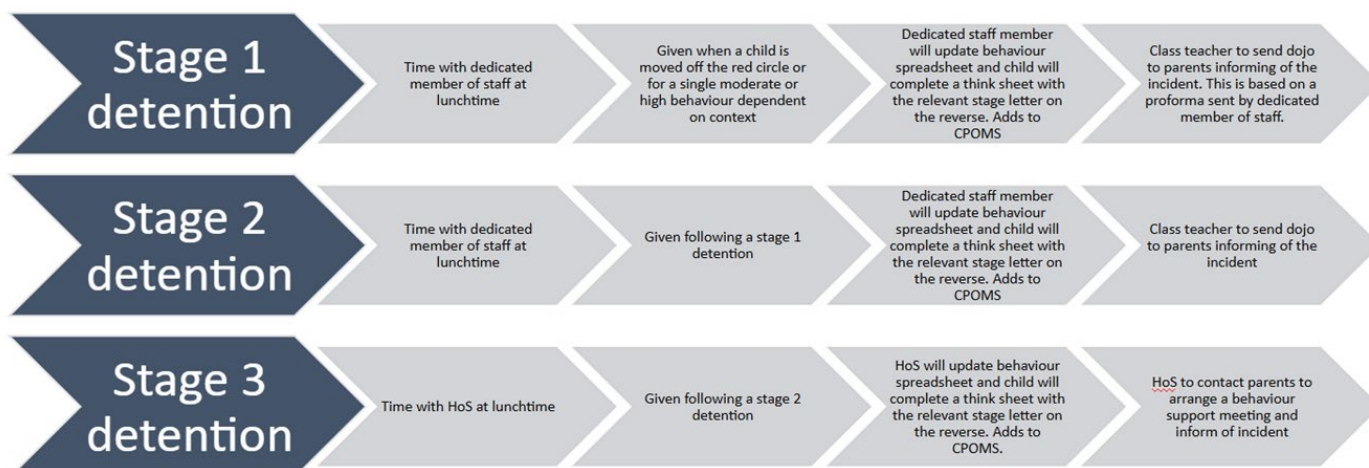 Stage 1
detention
Time with dedicated
member of staff at
lunchtime
Given when a child is
moved off the red circle or
for a single moderate or
high behaviour dependent
on context
Dedicated staff member
will update behaviour
spreadsheet and child will
complete a think sheet with
the relevant stage letter on
the reverse. Adds to
CPOMS
Class teacher to send dojo
to parents informing of the
incident. This is based on a
proforma sent by dedicated
member of staff.
Stage 2
detention
Time with dedicated
member of staff at
lunchtime
Given following a stage 1
detention
Dedicated staff member
will update behaviour
spreadsheet and child will
complete a think sheet with
the relevant stage letter on
the reverse. Adds to
CPOMS
Class teacher to send dojo
to parents informing of the
incident
Stage 3
detention
Time with HoS at lunchtime
Given following a stage 2
detention
HoS will update behaviour
spreadsheet and child will
complete a think sheet with
the relevant stage letter on
the reverse. Adds to
CPOMS.
HoS to contact parents to
arrange a behaviour
support meeting and
inform of incident